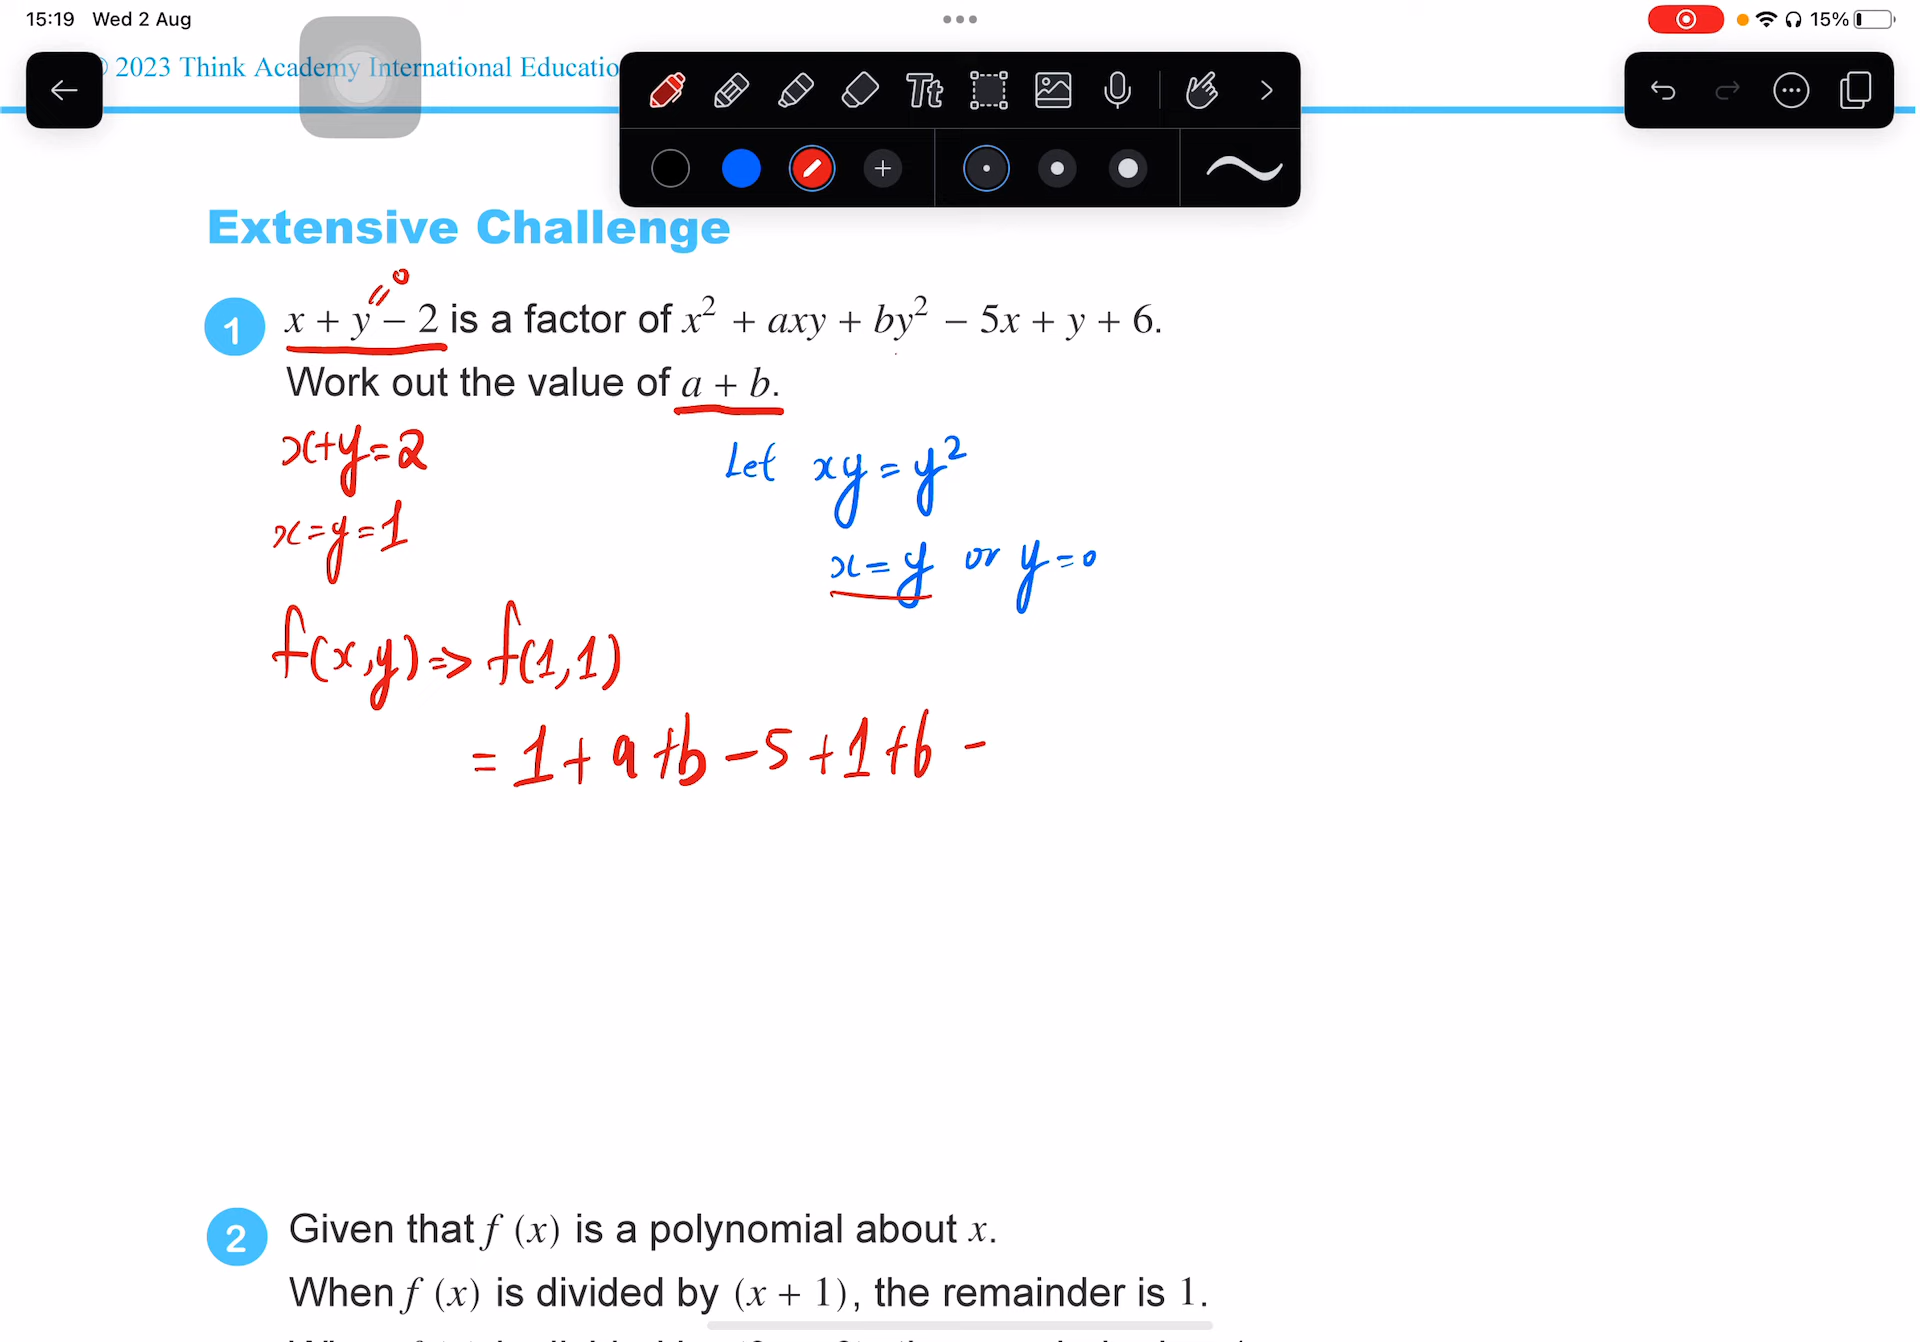 15:19 Wed 2 Aug
15%
2023 Think Academy International Educatio
Tt
Extensive Challenge
= 0
1 x + y − 2 is a factor of x² + axy + by² − 5x + y + 6.
Work out the value of a + b.
x+y=2
Let xy = y²
x=y=1
x = y or y=0
f(x,y) => f(1,1)
= 1 + a + b - 5 + 1 + 6 -
2 Given that f (x) is a polynomial about x.
When f (x) is divided by (x + 1), the remainder is 1.